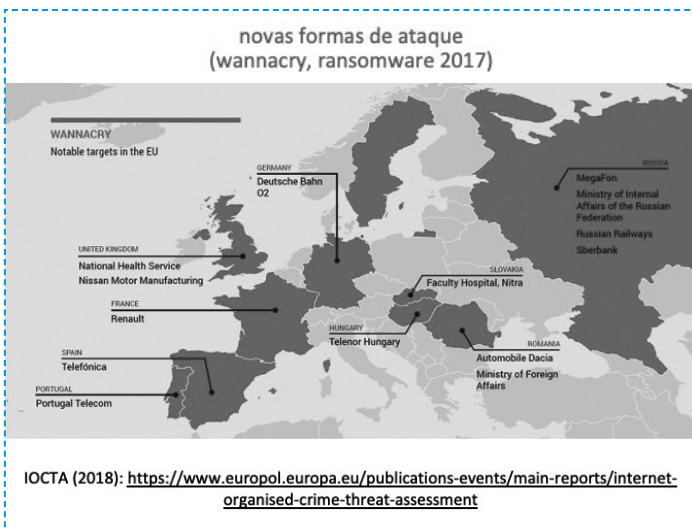 novas formas de ataque
(wannacry, ransomware 2017)
WANNACRY
Notable targets in the EU
GERMANY
Deutsche Bahn
O2
RUSSIA
MegaFon
Ministry of Internal
Affairs of the Russian
Federation
Russian Railways
Sberbank
UNITED KINGDOM
National Health Service
Nissan Motor Manufacturing
SLOVAKIA
Faculty Hospital, Nitra
FRANCE
Renault
HUNGARY
Telenor Hungary
ROMANIA
Automobile Dacia
Ministry of Foreign
Affairs
SPAIN
Telefónica
PORTUGAL
Portugal Telecom
IOCTA (2018): https://www.europol.europa.eu/publications-events/main-reports/internet-
organised-crime-threat-assessment